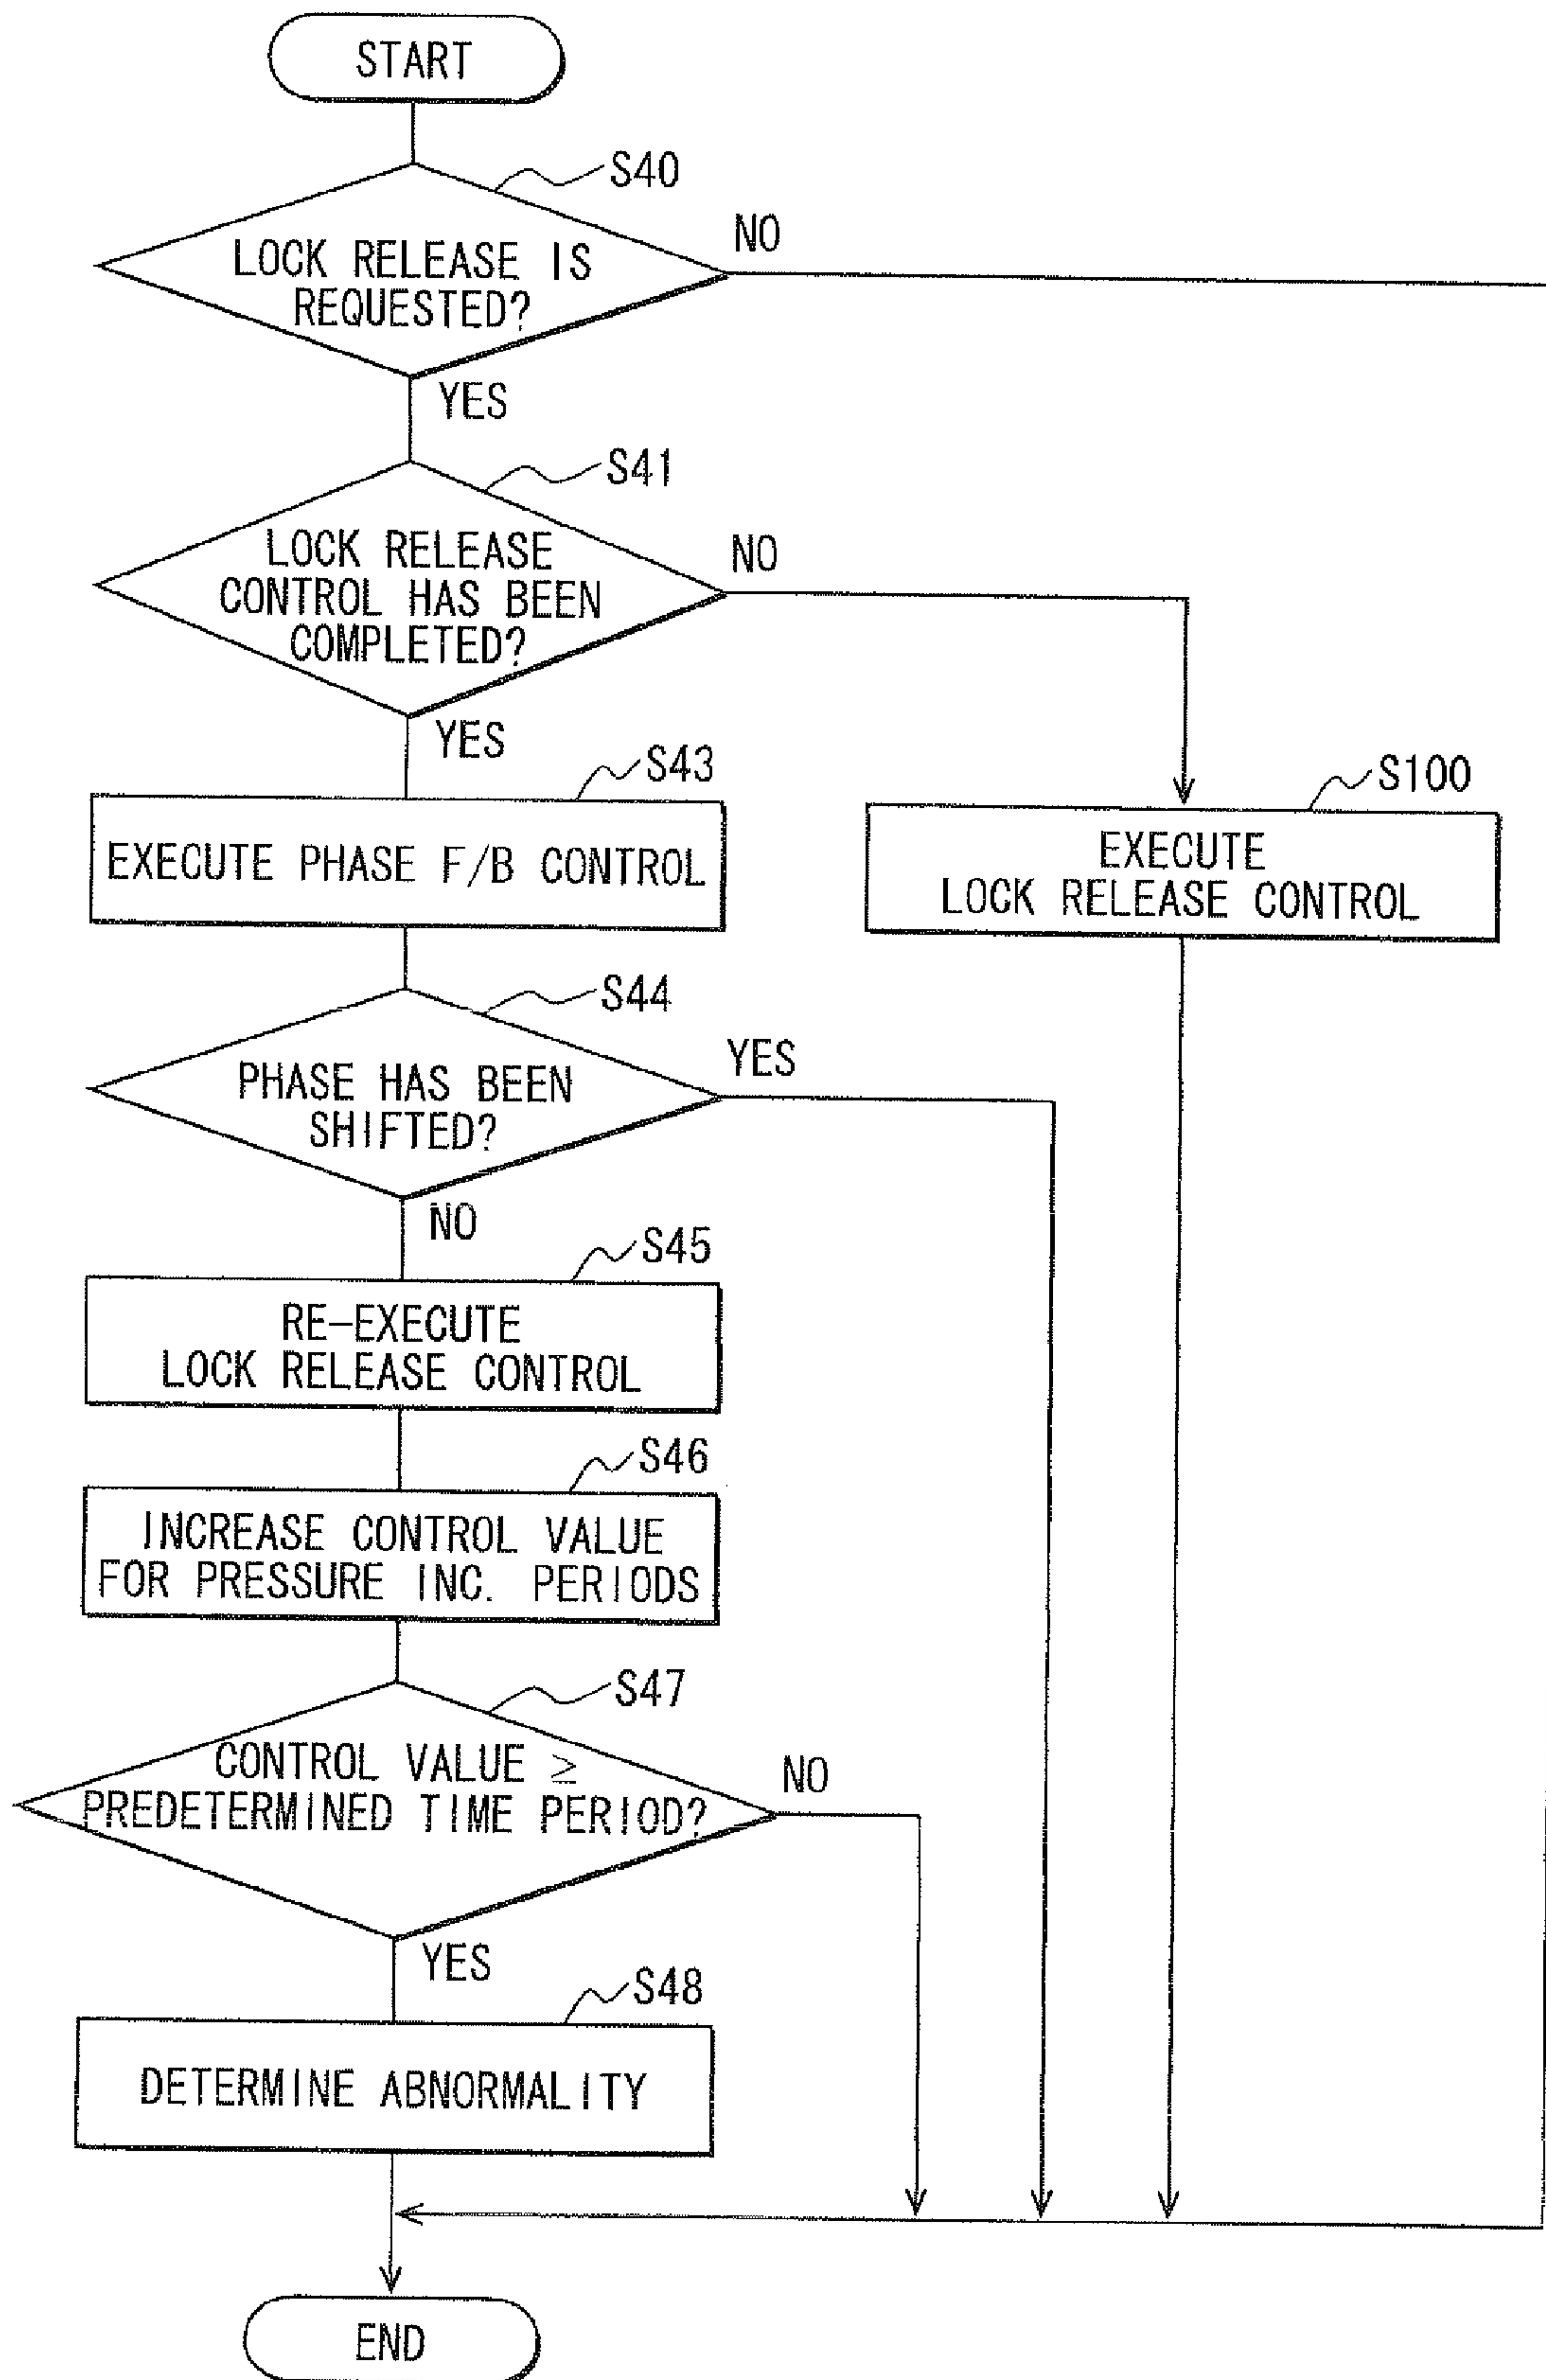 START
S40
LOCK RELEASE IS
REQUESTED?
NO
YES
S41
LOCK RELEASE
CONTROL HAS BEEN
COMPLETED?
NO
YES
S43
EXECUTE PHASE F/B CONTROL
S100
EXECUTE
LOCK RELEASE CONTROL
S44
PHASE HAS BEEN
SHIFTED?
YES
NO
S45
RE-EXECUTE
LOCK RELEASE CONTROL
S46
INCREASE CONTROL VALUE
FOR PRESSURE INC. PERIODS
S47
CONTROL VALUE ≥
PREDETERMINED TIME PERIOD?
NO
YES
S48
DETERMINE ABNORMALITY
END